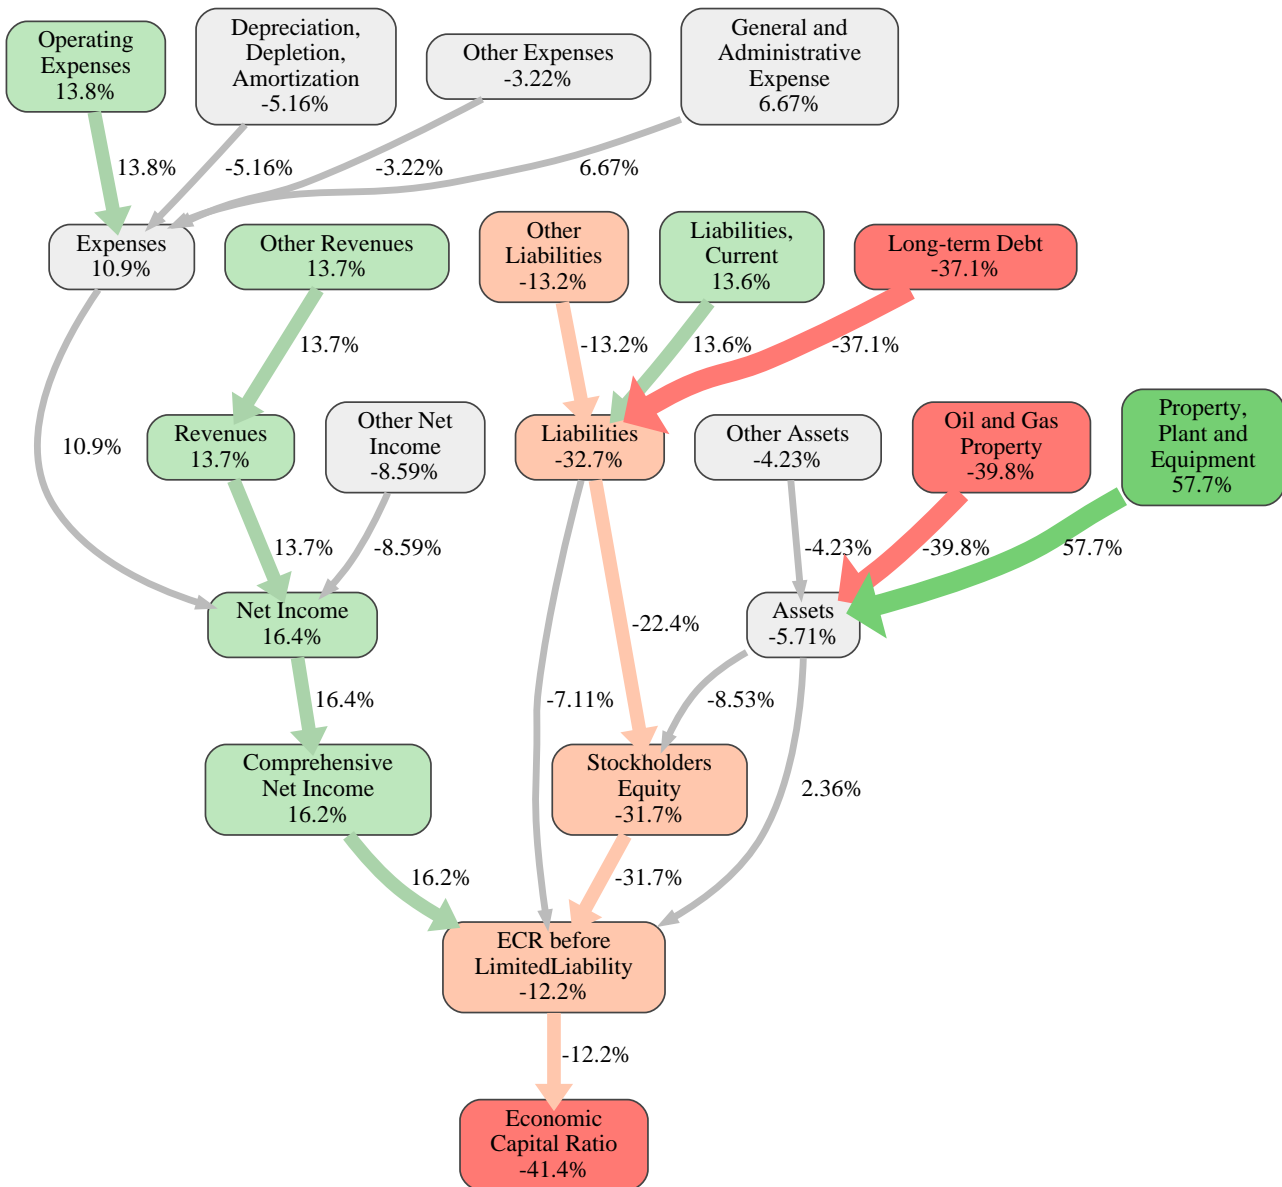 Operating
Expenses
13.8%
Depreciation,
Depletion,
Amortization
-5.16%
Other Expenses
-3.22%
General and
Administrative
Expense
6.67%
13.8%
-5.16%
-3.22%
6.67%
Expenses
10.9%
Other Revenues
13.7%
Other
Liabilities
-13.2%
Liabilities,
Current
13.6%
Long-term Debt
-37.1%
13.7%
-13.2%
13.6%
-37.1%
10.9%
Revenues
13.7%
Other Net
Income
-8.59%
Liabilities
-32.7%
Other Assets
-4.23%
Oil and Gas
Property
-39.8%
Property,
Plant and
Equipment
57.7%
13.7%
-8.59%
-4.23%
-39.8%
57.7%
Net Income
16.4%
-22.4%
Assets
-5.71%
16.4%
-7.11%
-8.53%
Comprehensive
Net Income
16.2%
Stockholders
Equity
-31.7%
2.36%
16.2%
-31.7%
ECR before
LimitedLiability
-12.2%
-12.2%
Economic
Capital Ratio
-41.4%